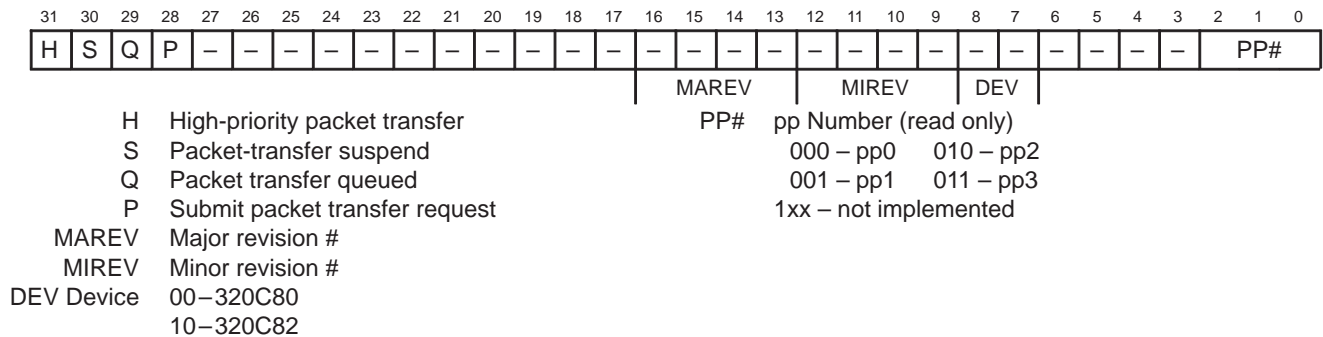 31 30 29 28 27 26 25 24 23 22 21 20 19 18 17 16 15 14 13 12 11 10 9 8 7 6 5 4 3 2 1 0
H S Q P – – – – – – – – – – – – – – – – – – – – – – – – – PP#
MAREV MIREV DEV
H High-priority packet transfer PP# pp Number (read only)
S Packet-transfer suspend 000 – pp0 010 – pp2
Q Packet transfer queued 001 – pp1 011 – pp3
P Submit packet transfer request 1xx – not implemented
MAREV Major revision #
MIREV Minor revision #
DEV Device 00–320C80
10–320C82